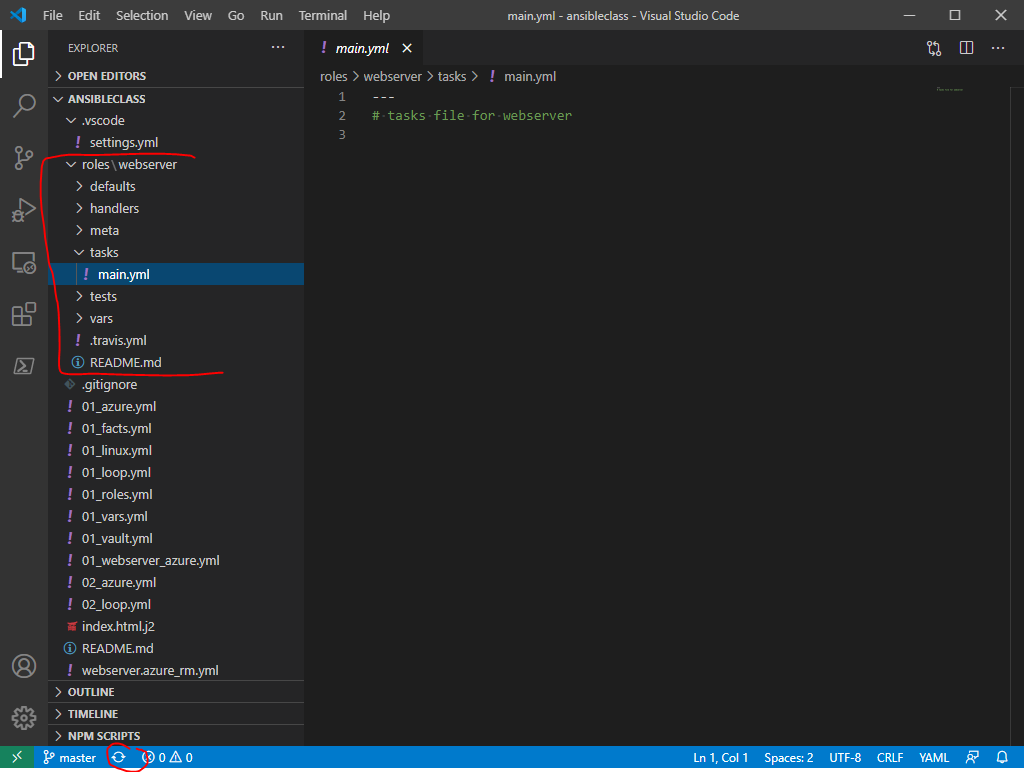 File Edit Selection View Go Run Terminal Help main.yml - ansibleclass - Visual Studio Code
EXPLORER
OPEN EDITORS
ANSIBLECLASS
.vscode
! settings.yml
roles\webserver
defaults
handlers
meta
tasks
! main.yml
tests
vars
! .travis.yml
README.md
.gitignore
! 01_azure.yml
! 01_facts.yml
! 01_linux.yml
! 01_loop.yml
! 01_roles.yml
! 01_vars.yml
! 01_vault.yml
! 01_webserver_azure.yml
! 02_azure.yml
! 02_loop.yml
index.html.j2
README.md
! webserver.azure_rm.yml
OUTLINE
TIMELINE
NPM SCRIPTS
! main.yml
roles > webserver > tasks > ! main.yml
1 ---
2 # tasks file for webserver
3
master 0 0 Ln 1, Col 1 Spaces: 2 UTF-8 CRLF YAML